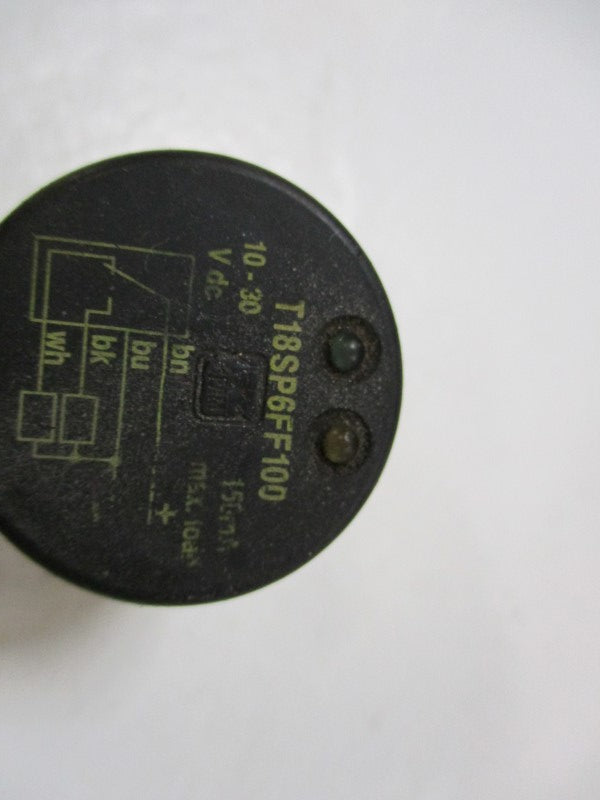 T18SP6FF100
10 - 30
V dc
150mA
max. load
bn
bu
bk
wh
+
-